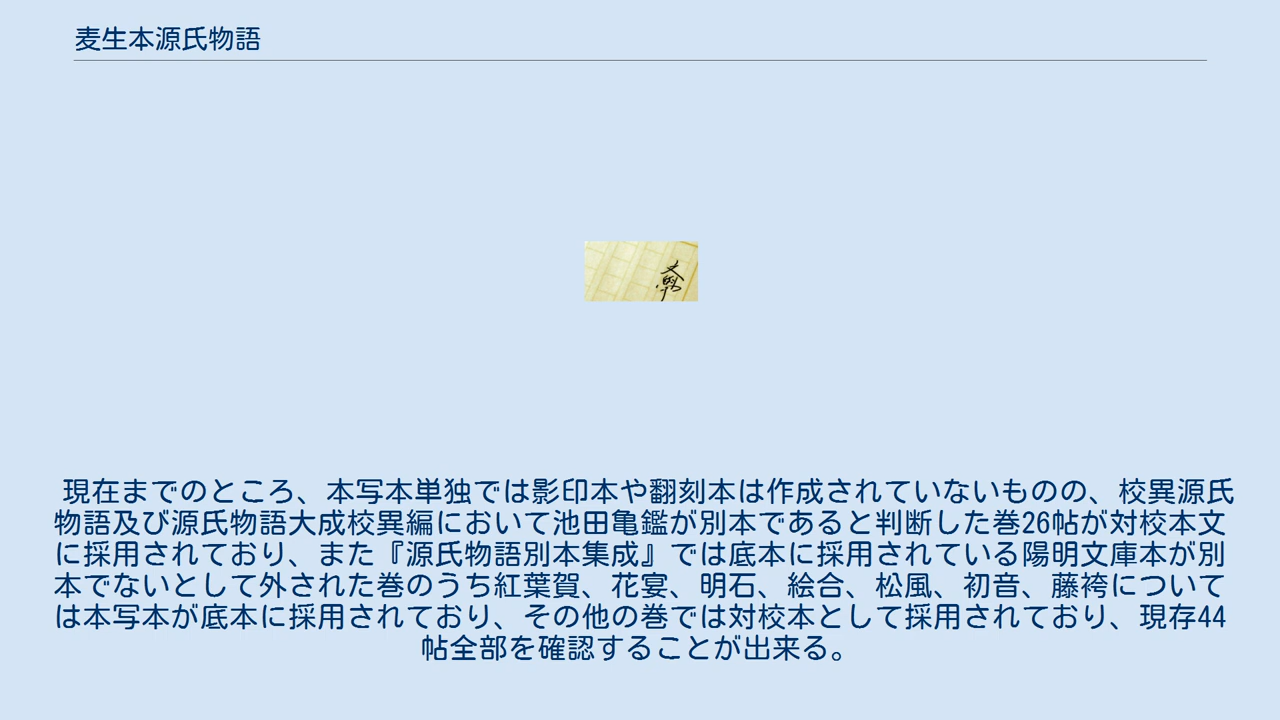 麦生本源氏物語
現在までのところ、本写本単独では影印本や翻刻本は作成されていないものの、校異源氏
物語及び源氏物語大成校異編において池田亀鑑が別本であると判断した巻26帖が対校本文
に採用されており、また『源氏物語別本集成』では底本に採用されている陽明文庫本が別
本でないとして外された巻のうち紅葉賀、花宴、明石、絵合、松風、初音、藤袴について
は本写本が底本に採用されており、その他の巻では対校本として採用されており、現存44
帖全部を確認することが出来る。